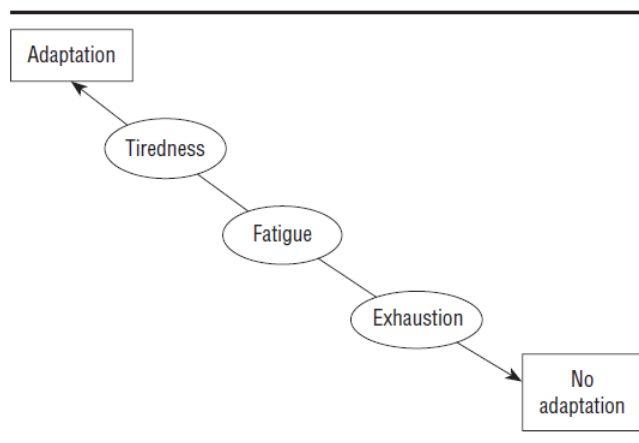 Adaptation
Tiredness
Fatigue
Exhaustion
No
adaptation